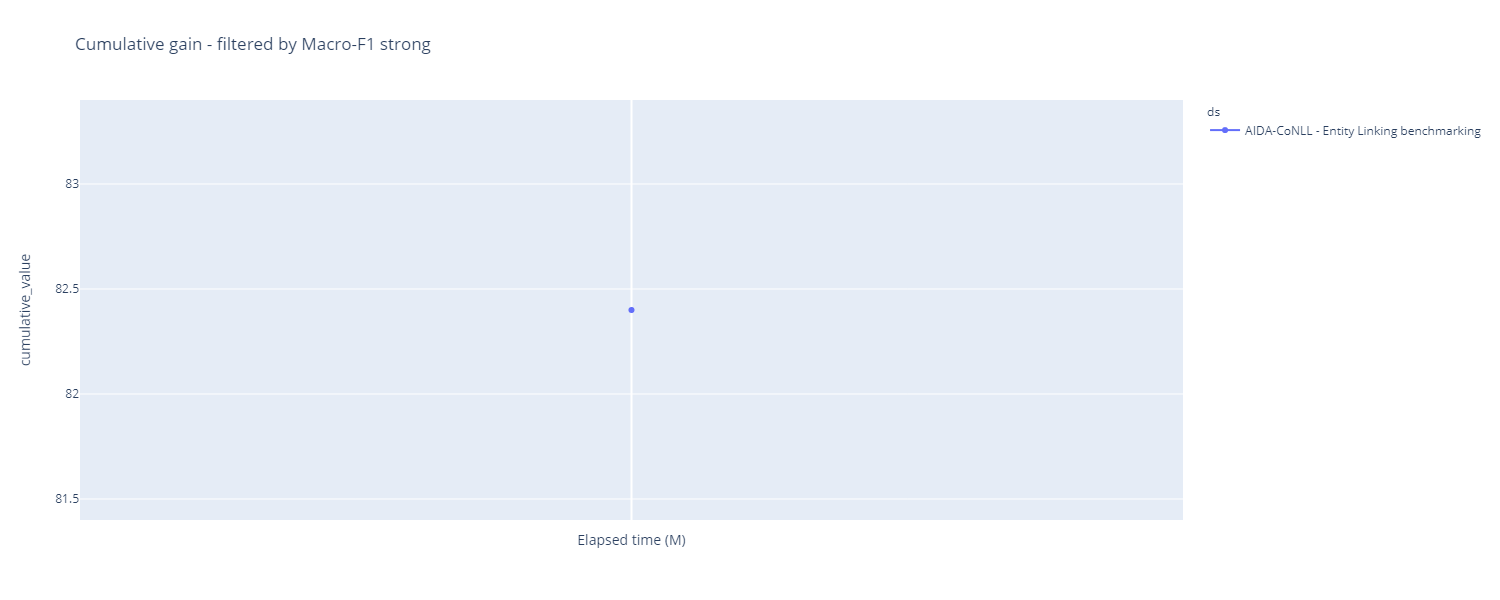 Cumulative gain - filtered by Macro-F1 strong
ds
AIDA-CoNLL - Entity Linking benchmarking
83
82.5
82
81.5
cumulative_value
Elapsed time (M)